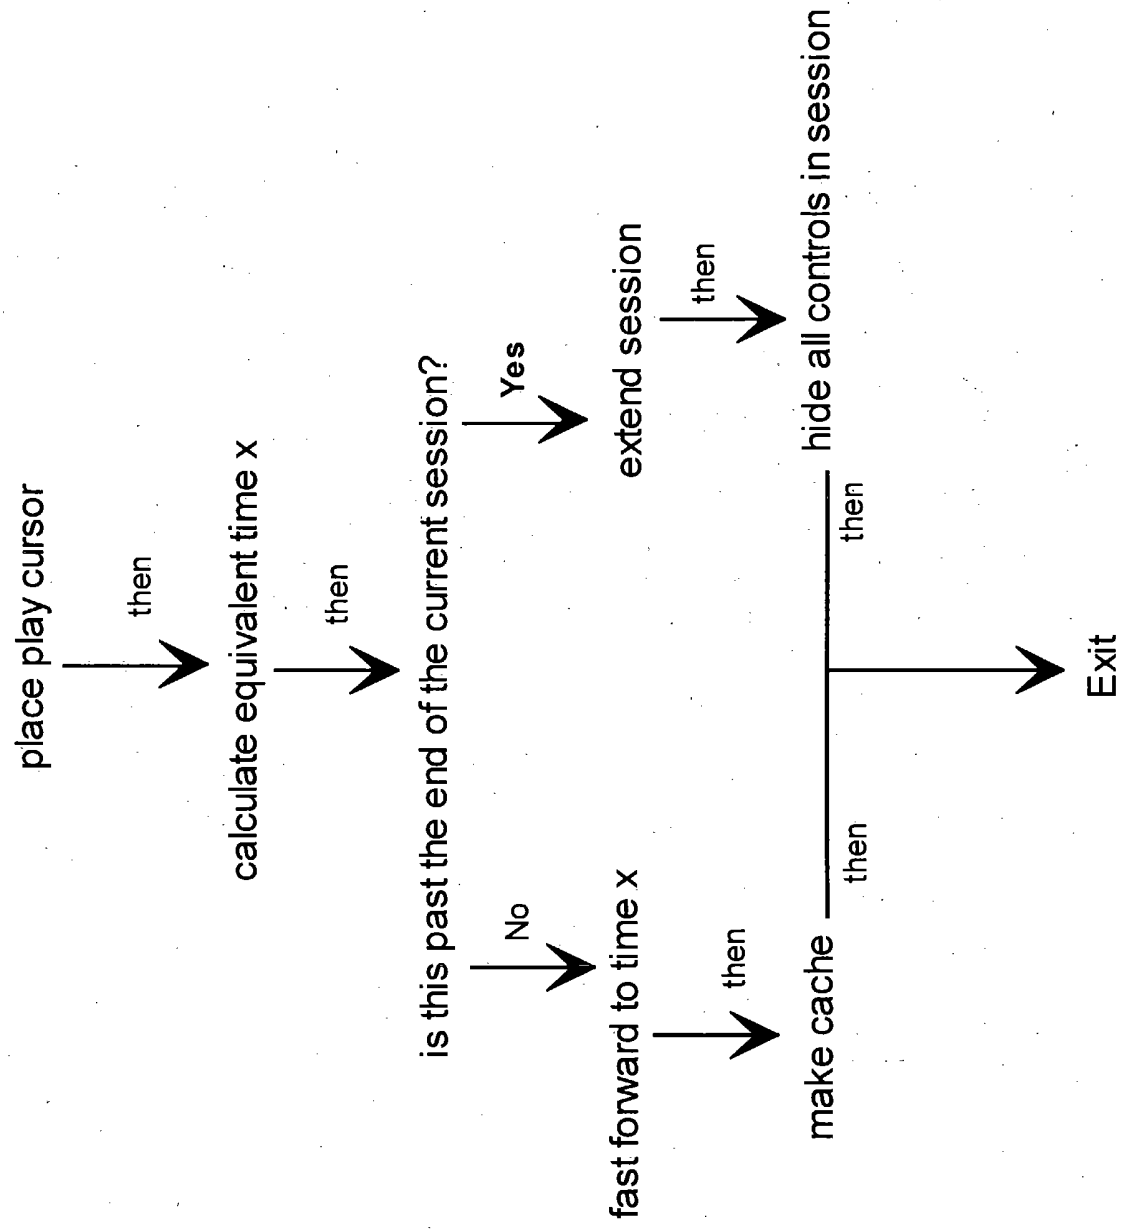 place play cursor
then
calculate equivalent time x
then
is this past the end of the current session?
No
Yes
fast forward to time x
extend session
then
then
make cache
hide all controls in session
then
then
Exit